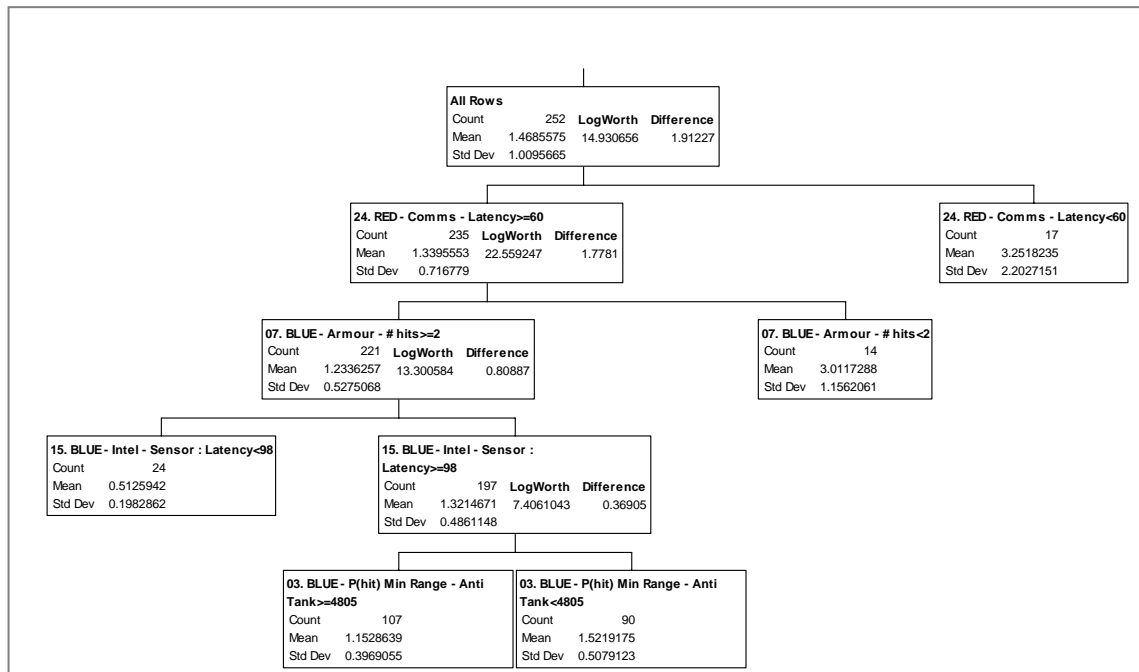 All Rows
Count 252 LogWorth Difference
Mean 1.4685575 14.930656 1.91227
Std Dev 1.0095665
24. RED - Comms - Latency>=60
Count 235 LogWorth Difference
Mean 1.3395553 22.559247 1.7781
Std Dev 0.716779
24. RED - Comms - Latency<60
Count 17
Mean 3.2518235
Std Dev 2.2027151
07. BLUE - Armour - # hits>=2
Count 221 LogWorth Difference
Mean 1.2336257 13.300584 0.80887
Std Dev 0.5275068
07. BLUE - Armour - # hits<2
Count 14
Mean 3.0117288
Std Dev 1.1562061
15. BLUE - Intel - Sensor : Latency<98
Count 24
Mean 0.5125942
Std Dev 0.1982862
15. BLUE - Intel - Sensor :
Latency>=98
Count 197 LogWorth Difference
Mean 1.3214671 7.4061043 0.36905
Std Dev 0.4861148
03. BLUE - P(hit) Min Range - Anti
Tank>=4805
Count 107
Mean 1.1528639
Std Dev 0.3969055
03. BLUE - P(hit) Min Range - Anti
Tank<4805
Count 90
Mean 1.5219175
Std Dev 0.5079123